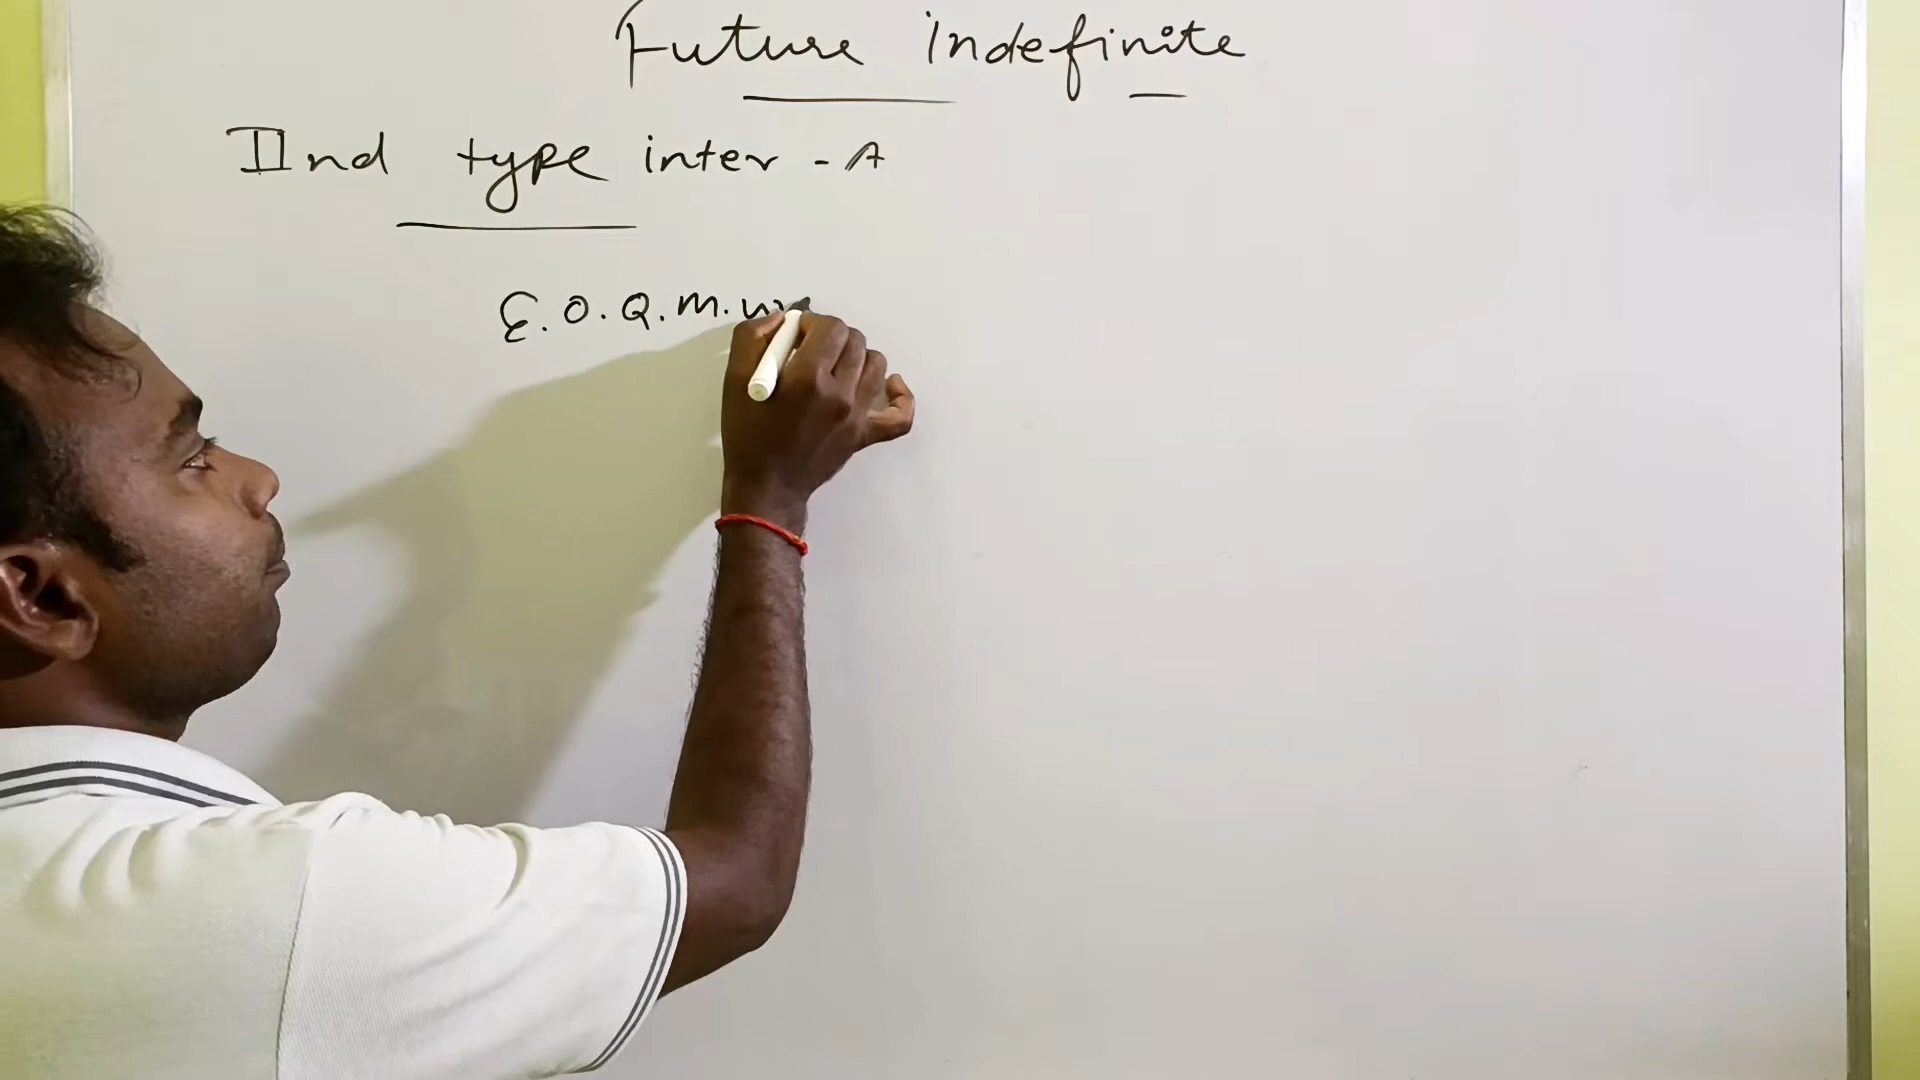 Future Indefinite
IInd type inter - A
E.O.Q.M.